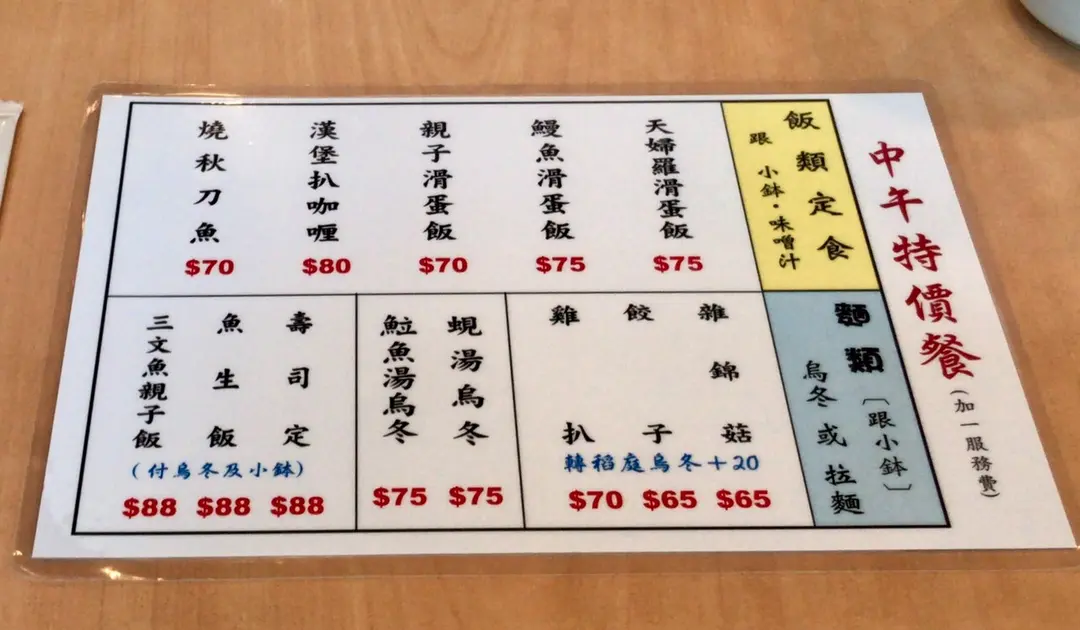 中午特價餐
(加一服務費)
飯類定食
跟 小鉢・味噌汁
天婦羅滑蛋飯
$75
鰻魚滑蛋飯
$75
親子滑蛋飯
$70
漢堡扒咖喱
$80
燒秋刀魚
$70
麵類
〔跟小鉢〕
烏冬或拉麵
雜錦菇
$65
餃子
$65
雞扒
$70
轉稻庭烏冬+20
蜆湯烏冬
$75
鮋魚湯烏冬
$75
壽司定
$88
魚生飯
$88
三文魚親子飯
$88
(付烏冬及小鉢)